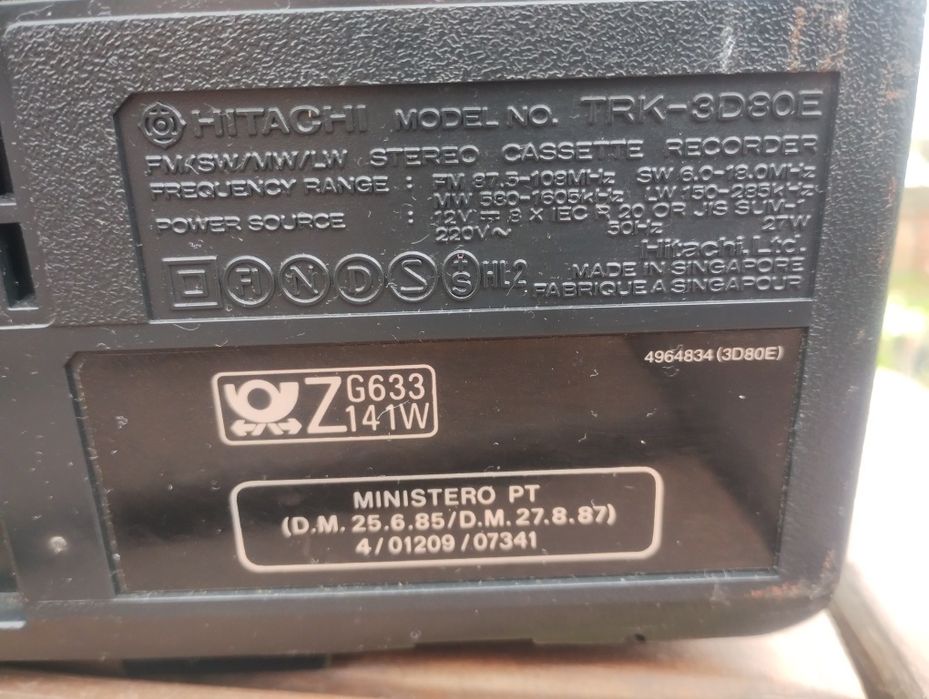 HITACHI MODEL NO. TRK-3D80E
FM/SW/MW/LW STEREO CASSETTE RECORDER
FREQUENCY RANGE : FM 87.5-108MHz SW 6.0-18.0MHz
MW 530-1605kHz LW 150-285kHz
POWER SOURCE : 12V 8 X IEC R 20 OR JIS SUM-1
220V~ 50Hz 27W
Hitachi, Ltd.
MADE IN SINGAPORE
FABRIQUE A SINGAPOUR
FI N D S HI-2
4964834 (3D80E)
Z G633
141W
MINISTERO PT
(D.M. 25.6.85/D.M. 27.8.87)
4/01209/07341